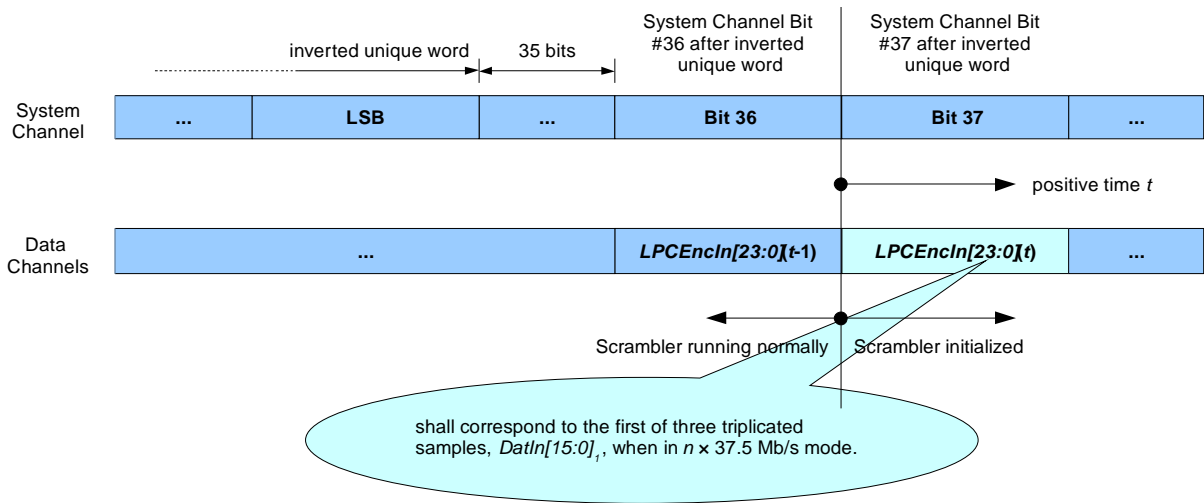 System Channel Bit
#36 after inverted
unique word
System Channel Bit
#37 after inverted
unique word
inverted unique word
35 bits
System
Channel
...
LSB
...
Bit 36
Bit 37
...
positive time t
Data
Channels
...
LPCEncIn[23:0](t-1)
LPCEncIn[23:0](t)
...
Scrambler running normally
Scrambler initialized
shall correspond to the first of three triplicated
samples, DatIn[15:0]₁, when in n × 37.5 Mb/s mode.